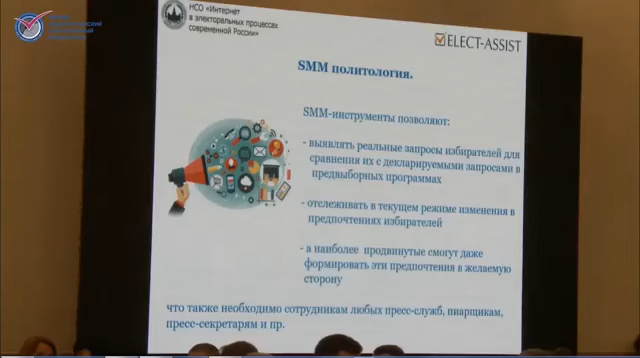 НСО «Интернет
в электоральных процессах
современной России»
ELECT-ASSIST
SMM политология.
SMM-инструменты позволяют:
- выявлять реальные запросы избирателей для
сравнения их с декларируемыми запросами в
предвыборных программах
- отслеживать в текущем режиме изменения в
предпочтениях избирателей
- а наиболее продвинутые смогут даже
формировать эти предпочтения в желаемую
сторону
что также необходимо сотрудникам любых пресс-служб, пиарщикам,
пресс-секретарям и пр.